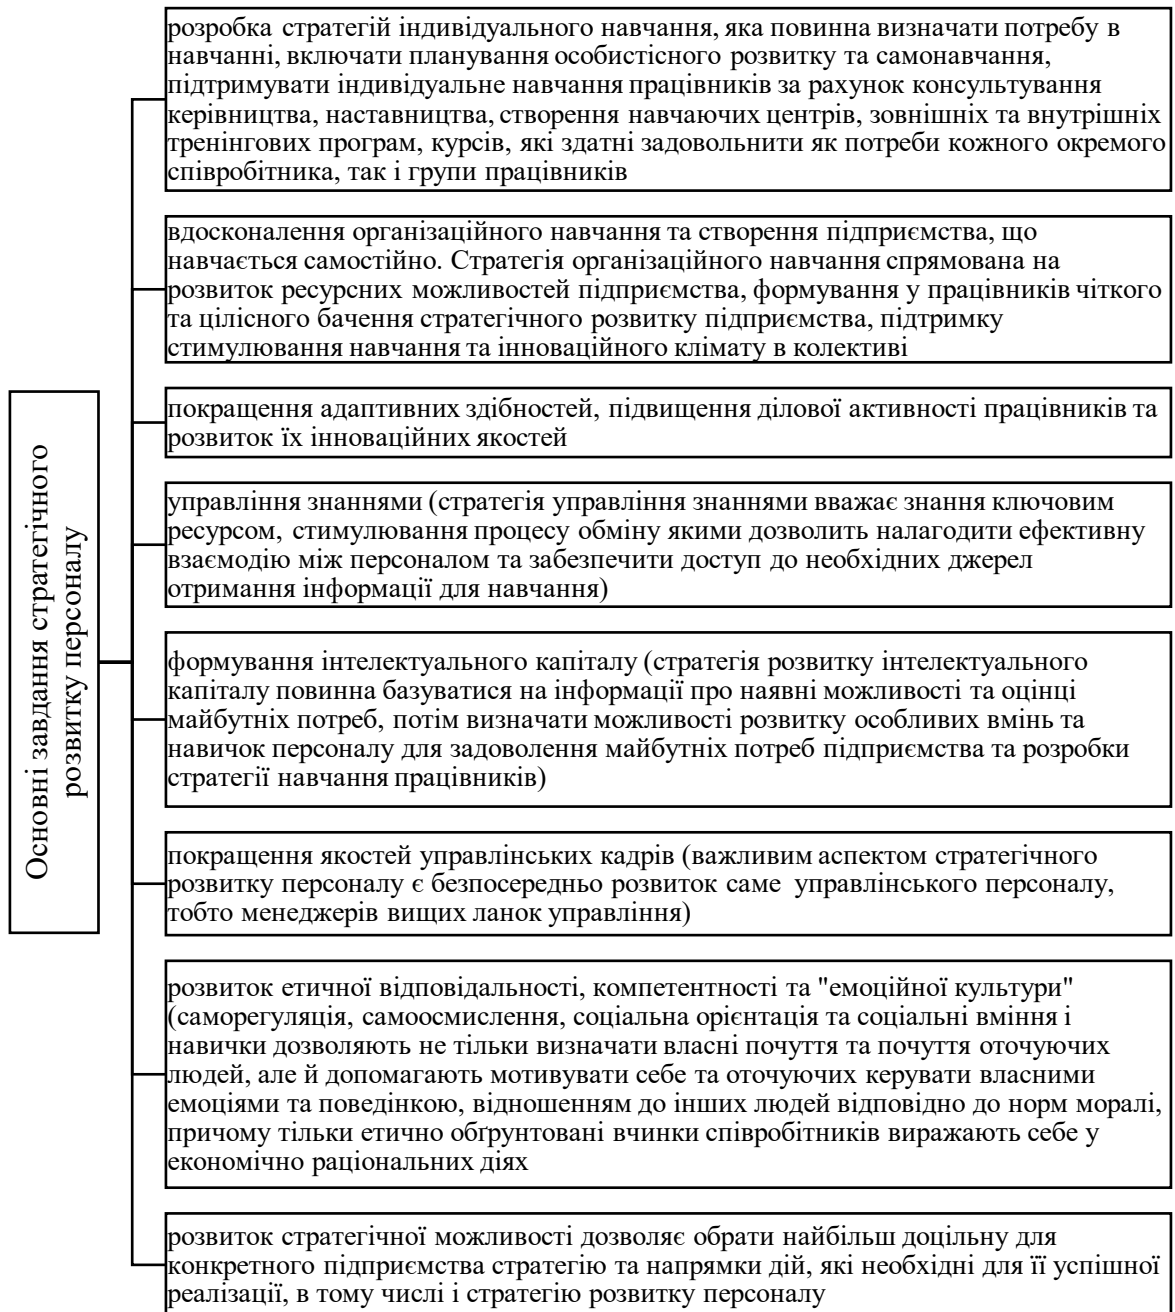 Основні завдання стратегічного
розвитку персоналу
розробка стратегій індивідуального навчання, яка повинна визначати потребу в
навчанні, включати планування особистісного розвитку та самонавчання,
підтримувати індивідуальне навчання працівників за рахунок консультування
керівництва, наставництва, створення навчаючих центрів, зовнішніх та внутрішніх
тренінгових програм, курсів, які здатні задовольнити як потреби кожного окремого
співробітника, так і групи працівників
вдосконалення організаційного навчання та створення підприємства, що
навчається самостійно. Стратегія організаційного навчання спрямована на
розвиток ресурсних можливостей підприємства, формування у працівників чіткого
та цілісного бачення стратегічного розвитку підприємства, підтримку
стимулювання навчання та інноваційного клімату в колективі
покращення адаптивних здібностей, підвищення ділової активності працівників та
розвиток їх інноваційних якостей
управління знаннями (стратегія управління знаннями вважає знання ключовим
ресурсом, стимулювання процесу обміну якими дозволить налагодити ефективну
взаємодію між персоналом та забезпечити доступ до необхідних джерел
отримання інформації для навчання)
формування інтелектуального капіталу (стратегія розвитку інтелектуального
капіталу повинна базуватися на інформації про наявні можливості та оцінці
майбутніх потреб, потім визначати можливості розвитку особливих вмінь та
навичок персоналу для задоволення майбутніх потреб підприємства та розробки
стратегії навчання працівників)
покращення якостей управлінських кадрів (важливим аспектом стратегічного
розвитку персоналу є безпосередньо розвиток саме управлінського персоналу,
тобто менеджерів вищих ланок управління)
розвиток етичної відповідальності, компетентності та "емоційної культури"
(саморегуляція, самоосмислення, соціальна орієнтація та соціальні вміння і
навички дозволяють не тільки визначати власні почуття та почуття оточуючих
людей, але й допомагають мотивувати себе та оточуючих керувати власними
емоціями та поведінкою, відношенням до інших людей відповідно до норм моралі,
причому тільки етично обґрунтовані вчинки співробітників виражають себе у
економічно раціональних діях
розвиток стратегічної можливості дозволяє обрати найбільш доцільну для
конкретного підприємства стратегію та напрямки дій, які необхідні для її успішної
реалізації, в тому числі і стратегію розвитку персоналу